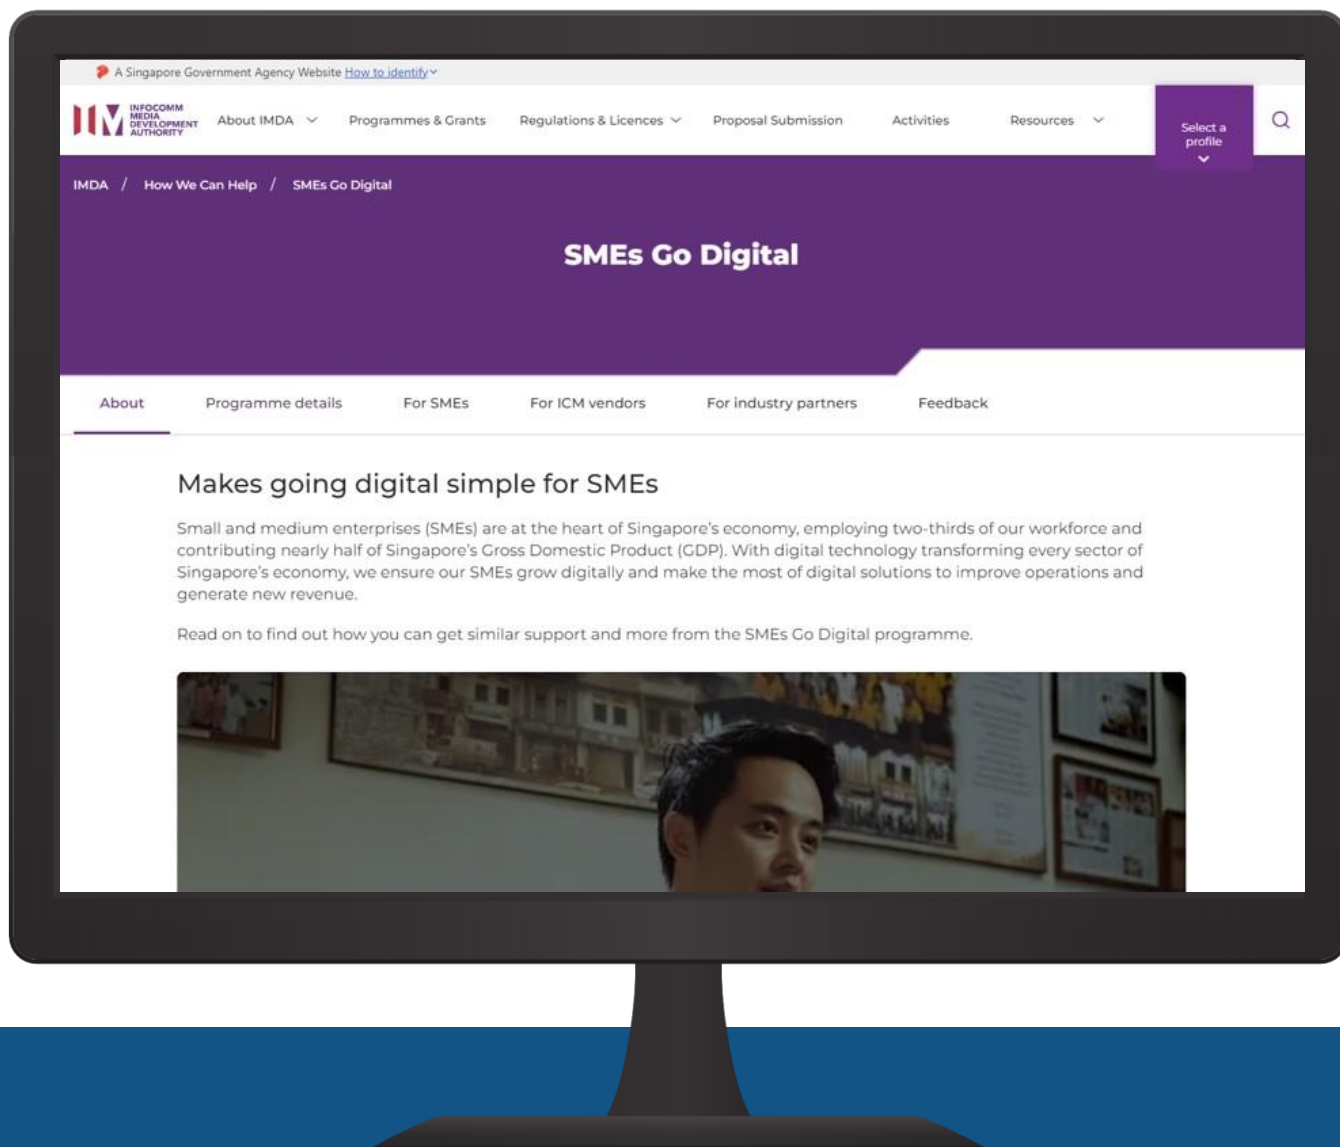 A Singapore Government Agency Website How to identify
INFOCOMM
MEDIA
DEVELOPMENT
AUTHORITY
About IMDA
Programmes & Grants
Regulations & Licences
Proposal Submission
Activities
Resources
Select a
profile
IMDA / How We Can Help / SMEs Go Digital
SMEs Go Digital
About
Programme details
For SMEs
For ICM vendors
For industry partners
Feedback
Makes going digital simple for SMEs
Small and medium enterprises (SMEs) are at the heart of Singapore's economy, employing two-thirds of our workforce and
contributing nearly half of Singapore's Gross Domestic Product (GDP). With digital technology transforming every sector of
Singapore's economy, we ensure our SMEs grow digitally and make the most of digital solutions to improve operations and
generate new revenue.
Read on to find out how you can get similar support and more from the SMEs Go Digital programme.